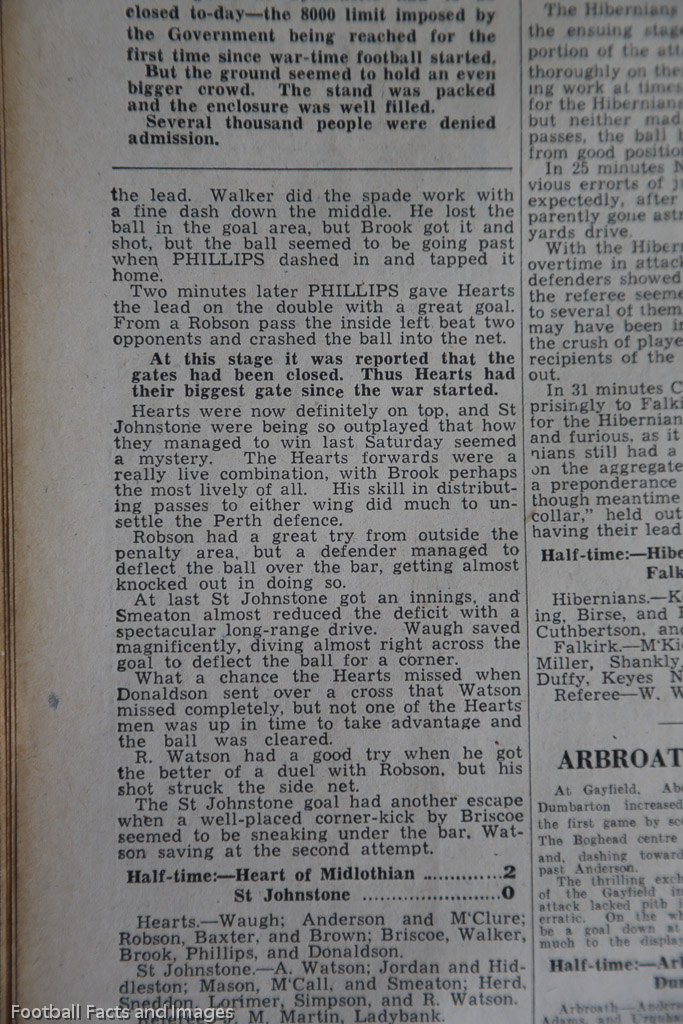 closed to-day—the 8000 limit imposed by
the Government being reached for the
first time since war-time football started.
But the ground seemed to hold an even
bigger crowd. The stand was packed
and the enclosure was well filled.
Several thousand people were denied
admission.
the lead. Walker did the spade work with
a fine dash down the middle. He lost the
ball in the goal area, but Brook got it and
shot, but the ball seemed to be going past
when PHILLIPS dashed in and tapped it
home.
Two minutes later PHILLIPS gave Hearts
the lead on the double with a great goal.
From a Robson pass the inside left beat two
opponents and crashed the ball into the net.
At this stage it was reported that the
gates had been closed. Thus Hearts had
their biggest gate since the war started.
Hearts were now definitely on top, and St
Johnstone were being so outplayed that how
they managed to win last Saturday seemed
a mystery. The Hearts forwards were a
really live combination, with Brook perhaps
the most lively of all. His skill in distribut-
ing passes to either wing did much to un-
settle the Perth defence.
Robson had a great try from outside the
penalty area, but a defender managed to
deflect the ball over the bar, getting almost
knocked out in doing so.
At last St Johnstone got an innings, and
Smeaton almost reduced the deficit with a
spectacular long-range drive. Waugh saved
magnificently, diving almost right across the
goal to deflect the ball for a corner.
What a chance the Hearts missed when
Donaldson sent over a cross that Watson
missed completely, but not one of the Hearts
men was up in time to take advantage and
the ball was cleared.
R. Watson had a good try when he got
the better of a duel with Robson, but his
shot struck the side net.
The St Johnstone goal had another escape
when a well-placed corner-kick by Briscoe
seemed to be sneaking under the bar, Wat-
son saving at the second attempt.
Half-time:—Heart of Midlothian ............2
St Johnstone .....................0
Hearts.—Waugh; Anderson and M'Clure;
Robson, Baxter, and Brown; Briscoe, Walker,
Brook, Phillips, and Donaldson.
St Johnstone.—A. Watson; Jordan and Hid-
dleston; Mason, M'Call, and Smeaton; Herd,
Sneddon, Lorimer, Simpson, and R. Watson.
M. Martin, Ladybank.
The Hibernians
the ensuing stage
portion of the att
thoroughly on the
ing work at times
for the Hibernians
but neither mad
passes, the ball
from good positio
In 25 minutes
vious errorts of
expectedly, after
parently gone ast
yards drive.
With the Hiber
overtime in attac
defenders showed
the referee seeme
to several of them
may have been i
the crush of playe
recipients of the
out.
In 31 minutes C
prisingly to Falki
for the Hibernian
and furious, as it
nians still had a
on the aggregate
a preponderance
though meantime
collar," held out
having their lead
Half-time:—Hibe
Falk
Hibernians.—K
ing, Birse, and
Cuthbertson, and
Falkirk.—M'Ki
Miller, Shankly,
Duffy, Keyes N
Referee—W. W
ARBROAT
At Gayfield. Ab
Dumbarton increased
the first game by sc
The Boghead centre
and, dashing toward
past Anderson.
The thrilling exch
of the Gayfield in
attack lacked pith
erratic. On the wh
be a goal down at
much to the display
Half-time:—Arl
Du
Arbroath—Anders
Football Facts and Images